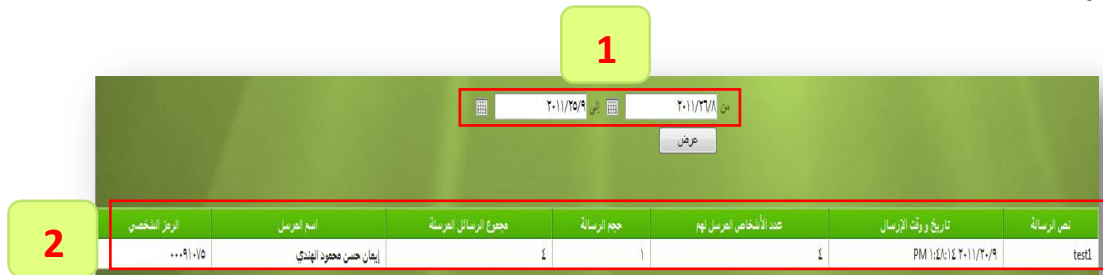 1
من ٢٠١١/٢٦/٨ إلى ٢٠١١/٢٥/٩
عرض
2
نص الرسالة تاريخ و وقت الإرسال عدد الأشخاص المرسل لهم حجم الرسالة مجموع الرسائل المرسلة اسم المرسل الرمز الشخصي
test1 ٢٠١١/٢٠/٩ ١:٤٨:١٤ PM ٤ ١ ٤ إيمان حسن محمود الهندي ٠٠٠٩١٠٧٥